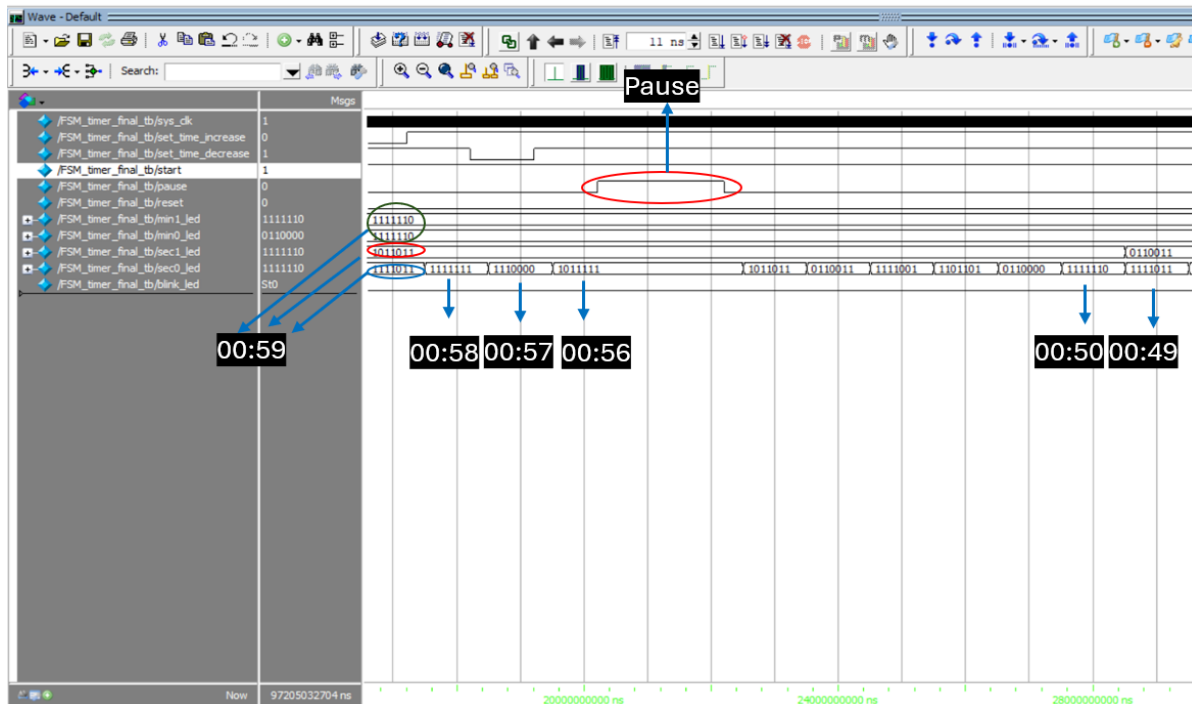 Wave - Default
11 ns
Search:
Pause
Msgs
/FSM_timer_final_tb/sys_clk 1
/FSM_timer_final_tb/set_time_increase 0
/FSM_timer_final_tb/set_time_decrease 1
/FSM_timer_final_tb/start 1
/FSM_timer_final_tb/pause 0
/FSM_timer_final_tb/reset 0
/FSM_timer_final_tb/min1_led 1111110 1111110
/FSM_timer_final_tb/min0_led 0110000 1111110
/FSM_timer_final_tb/sec1_led 1111110 1011011 0110011
/FSM_timer_final_tb/sec0_led 1111110 1111011 1111111 1110000 1011111 1011011 0110011 1111001 1101101 0110000 1111110 1111011
/FSM_timer_final_tb/blink_led St0
00:59 00:58 00:57 00:56 00:50 00:49
Now 97205032704 ns 20000000000 ns 24000000000 ns 28000000000 ns